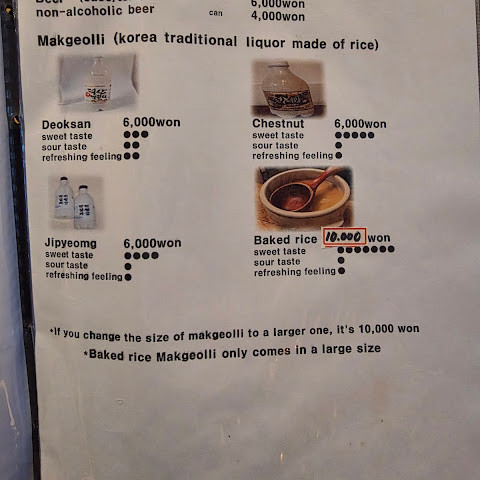 Beer
6,000won
non-alcoholic beer can 4,000won
Makgeolli (korea traditional liquor made of rice)
Deoksan 6,000won
sweet taste ●●●
sour taste ●●
refreshing feeling ●●
Chestnut 6,000won
sweet taste ●●●●●
sour taste ●
refreshing feeling ●
Jipyeomg 6,000won
sweet taste ●●●●
sour taste ●
refreshing feeling ●
Baked rice 10.000 won
sweet taste ●●●●●●●
sour taste ●
refreshing feeling ●
*If you change the size of makgeolli to a larger one, it's 10,000 won
*Baked rice Makgeolli only comes in a large size